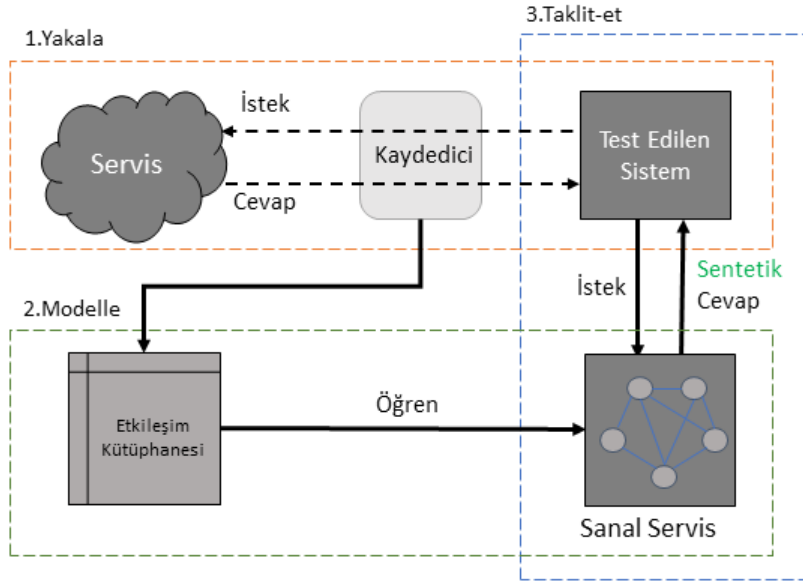 3.Taklit-et
1.Yakala
İstek
Servis
Kaydedici
Test Edilen
Sistem
Cevap
Sentetik
İstek
Cevap
2.Modelle
Öğren
Etkileşim
Kütüphanesi
Sanal Servis